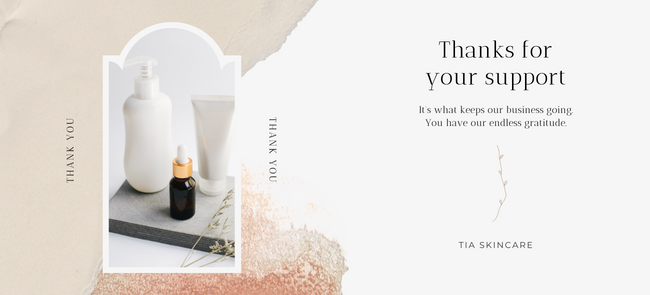 THANK YOU
THANK YOU
Thanks for
your support
It's what keeps our business going.
You have our endless gratitude.
TIA SKINCARE